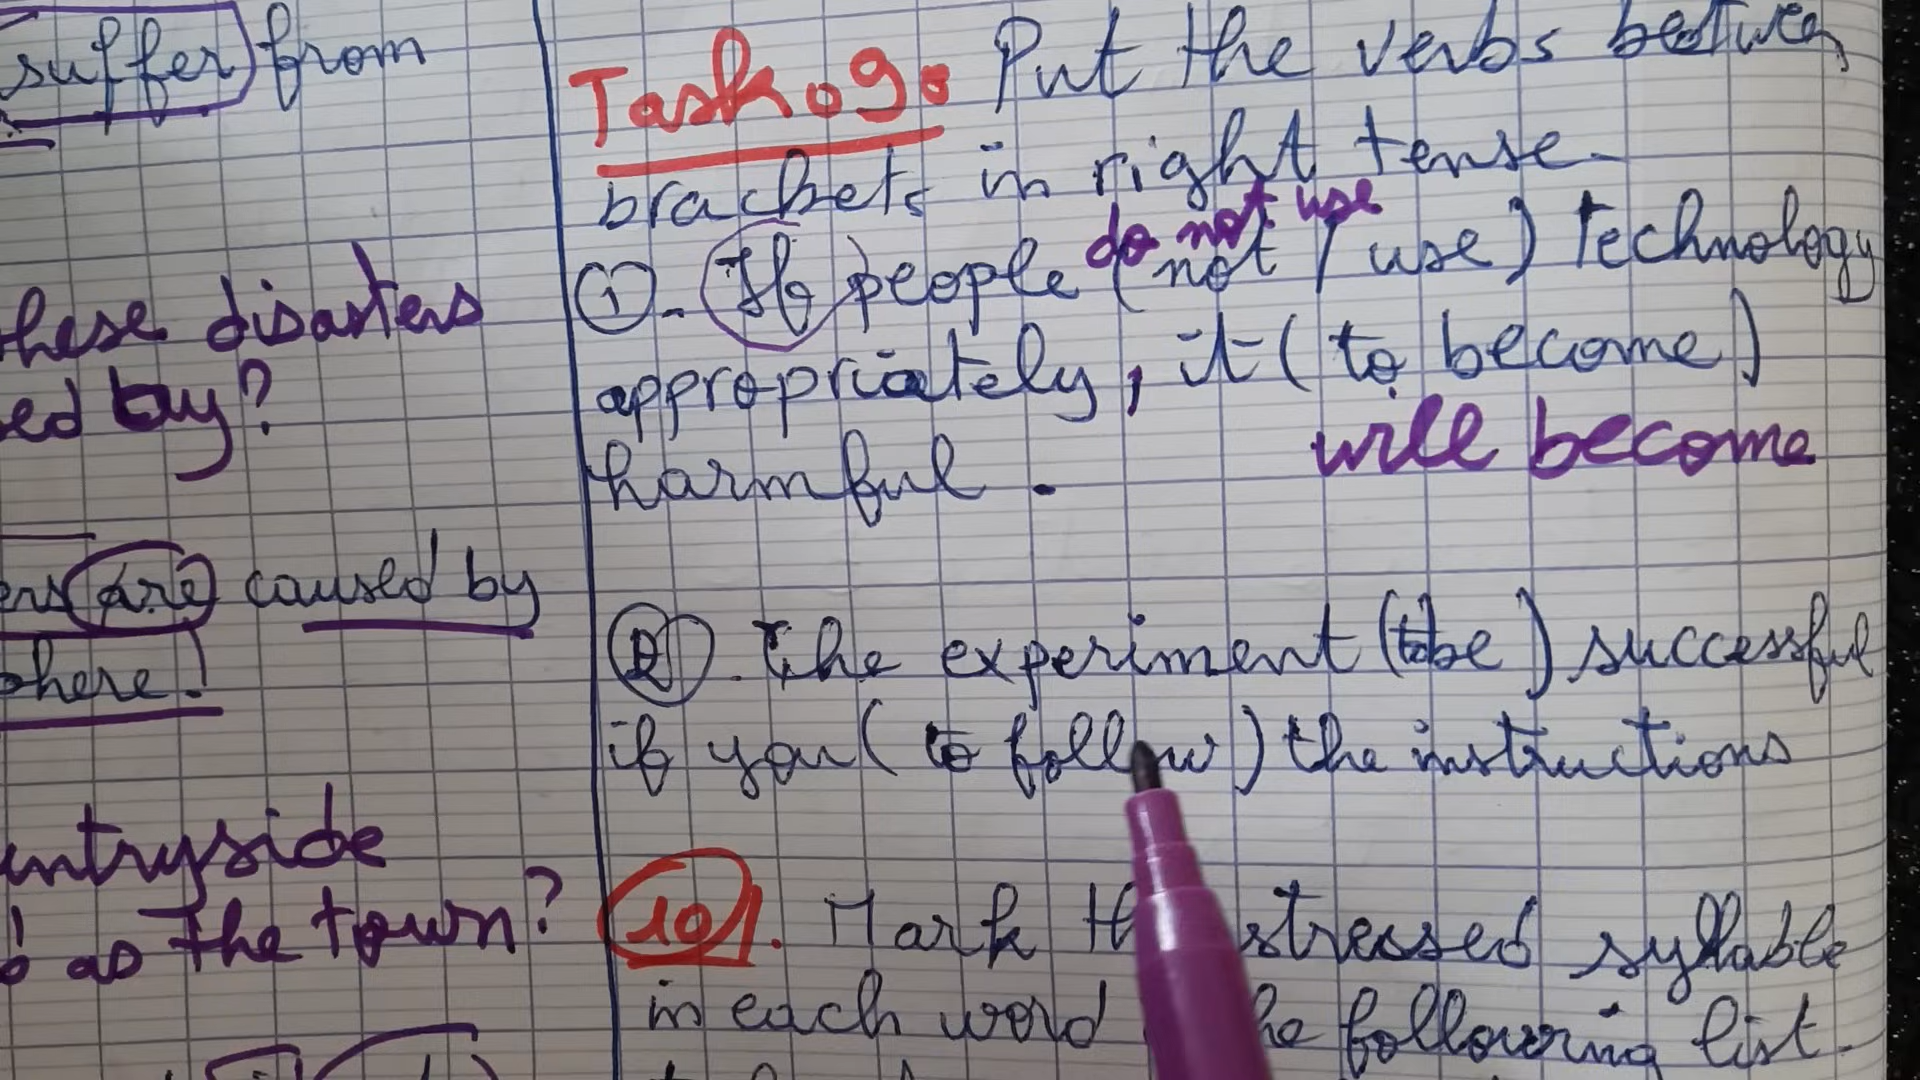 suffer from
these disasters
ed by?
ers are caused by
phere!
ntryside
as the town?
Task 09. Put the verbs between
brackets in right tense.
do not use
①. If people (not / use) technology
appropriately, it (to become)
will become
harmful.
②. The experiment (to be) successful
if you (to follow) the instructions
10/. Mark the stressed syllable
in each word the following list.